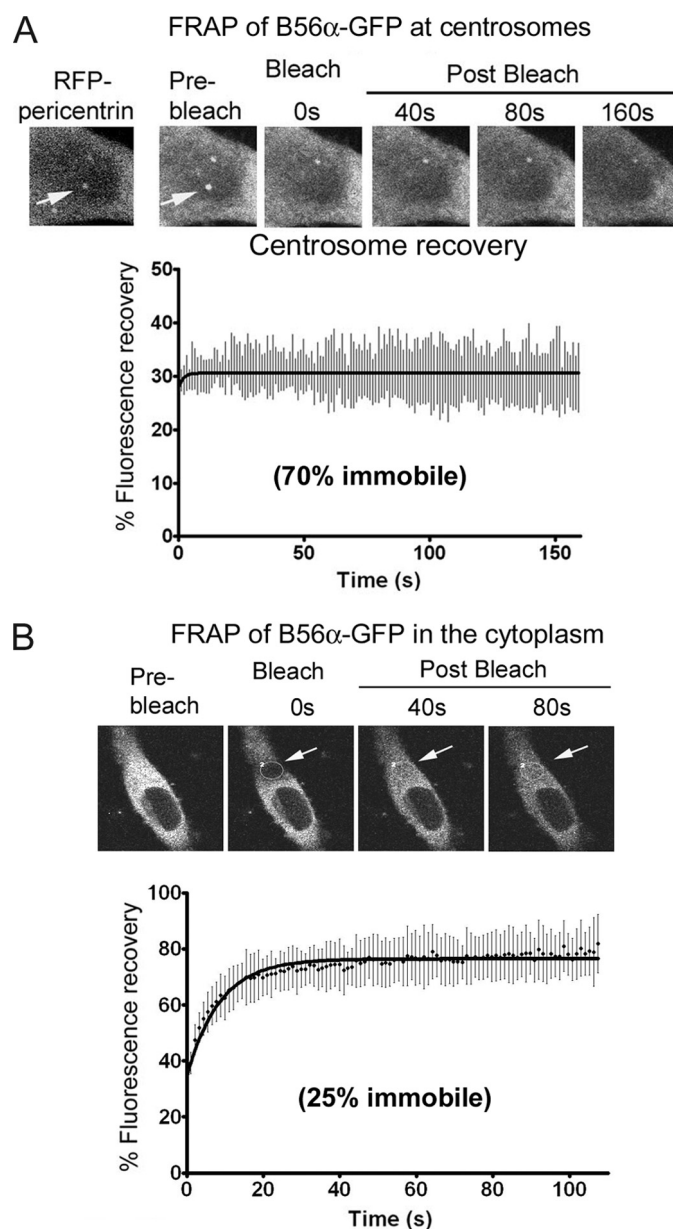 A
FRAP of B56α-GFP at centrosomes
RFP-
pericentrin
Pre-
bleach
Bleach
0s
Post Bleach
40s
80s
160s
Centrosome recovery
% Fluorescence recovery
50
40
30
20
10
0
(70% immobile)
0
50
100
150
Time (s)
B
FRAP of B56α-GFP in the cytoplasm
Pre-
bleach
Bleach
0s
Post Bleach
40s
80s
2
2
2
% Fluorescence recovery
100
80
60
40
20
0
(25% immobile)
0
20
40
60
80
100
Time (s)